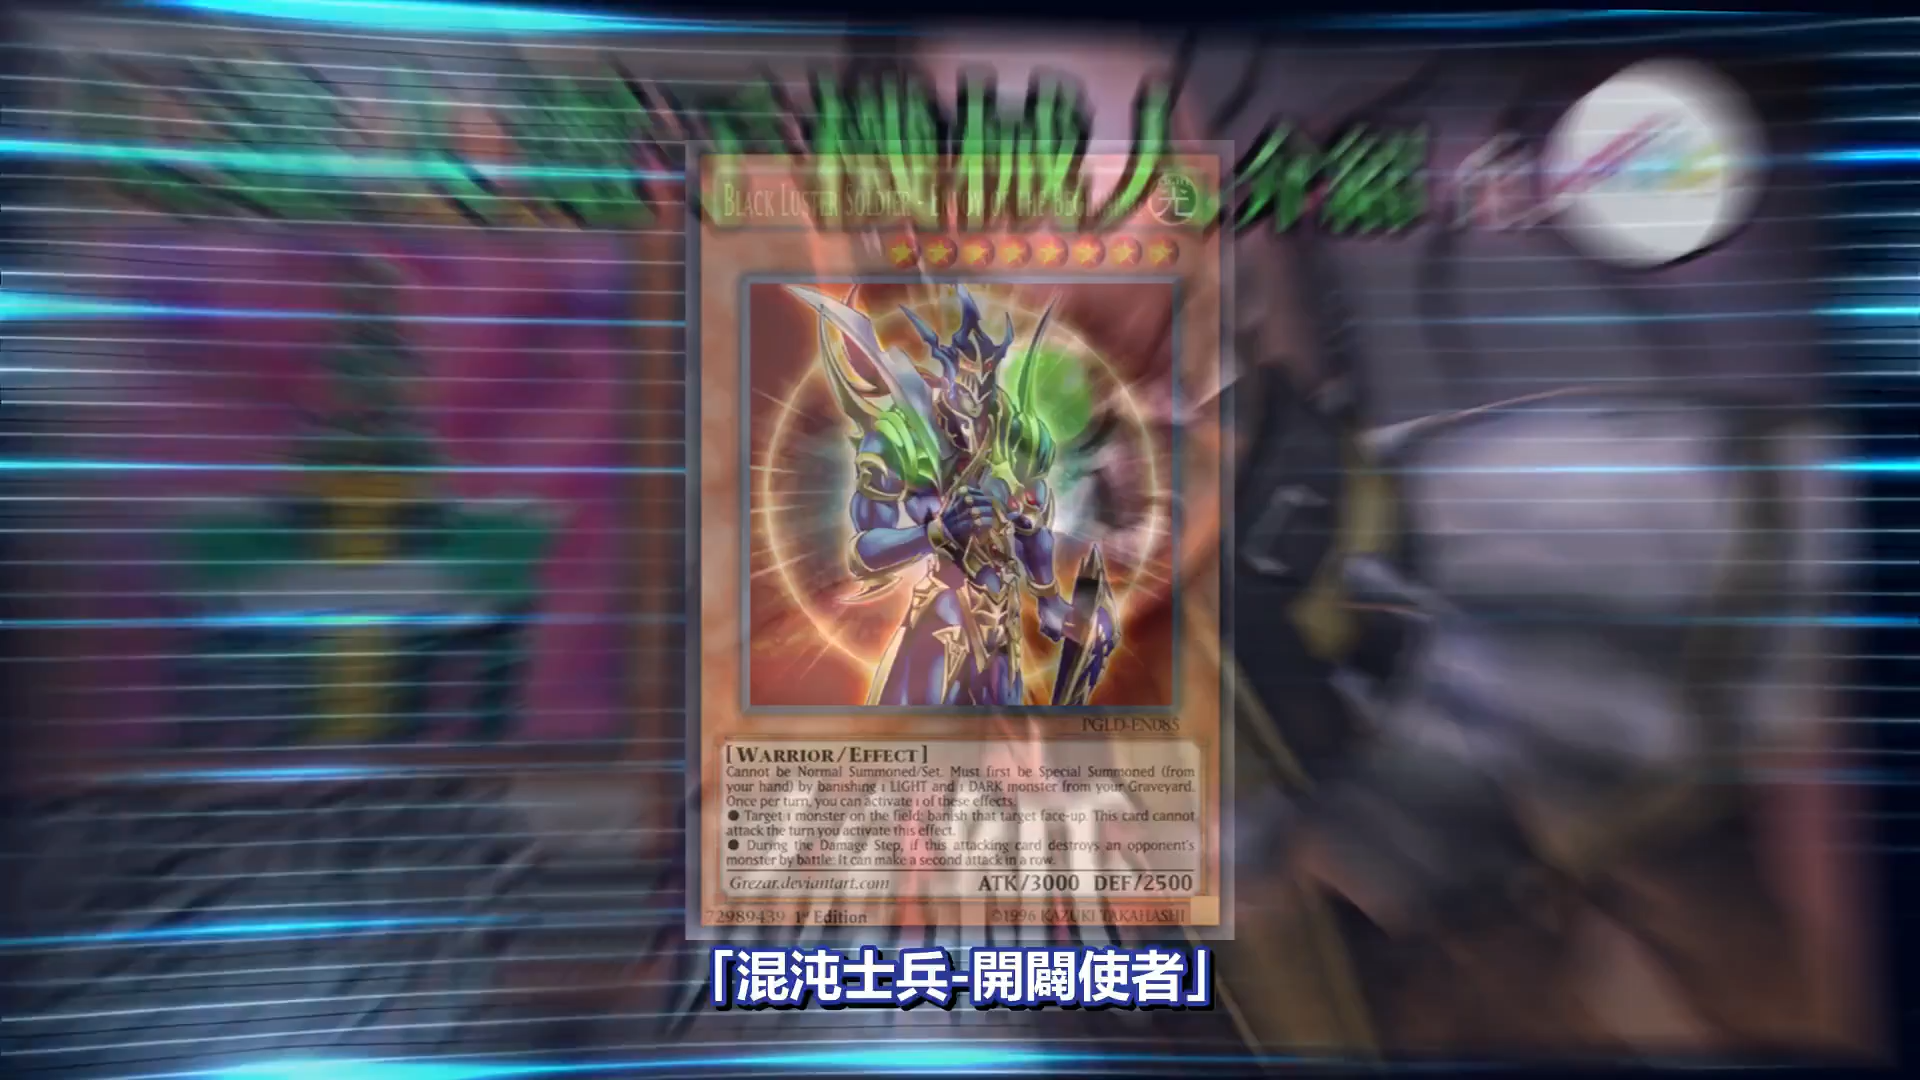 BLACK LUSTER SOLDIER - ENVOY OF THE BEGINNING
光
PGLD-EN085
[WARRIOR/EFFECT]
Cannot be Normal Summoned/Set. Must first be Special Summoned (from
your hand) by banishing 1 LIGHT and 1 DARK monster from your Graveyard.
Once per turn, you can activate 1 of these effects.
● Target 1 monster on the field; banish that target face-up. This card cannot
attack the turn you activate this effect.
● During the Damage Step, if this attacking card destroys an opponent's
monster by battle: It can make a second attack in a row.
Grezar.deviantart.com ATK/3000 DEF/2500
72989439 1st Edition ©1996 KAZUKI TAKAHASHI
「混沌士兵-開闢使者」